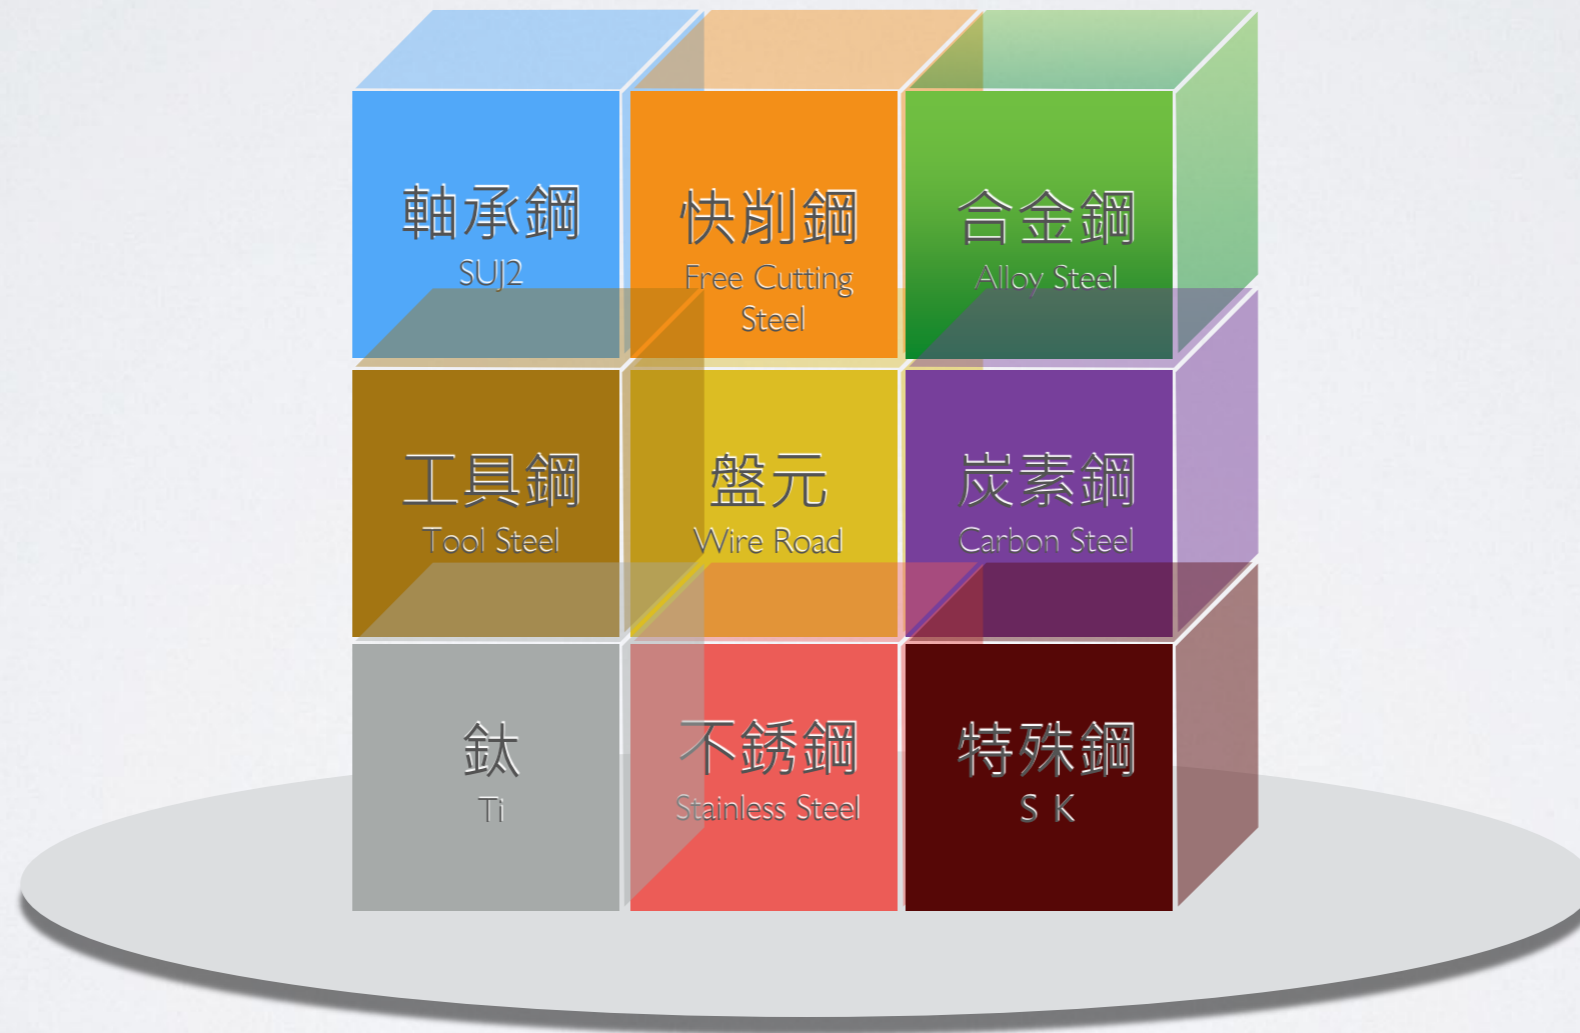 軸承鋼
SUJ2
快削鋼
Free Cutting
Steel
合金鋼
Alloy Steel
工具鋼
Tool Steel
盤元
Wire Road
炭素鋼
Carbon Steel
鈦
Ti
不銹鋼
Stainless Steel
特殊鋼
S K